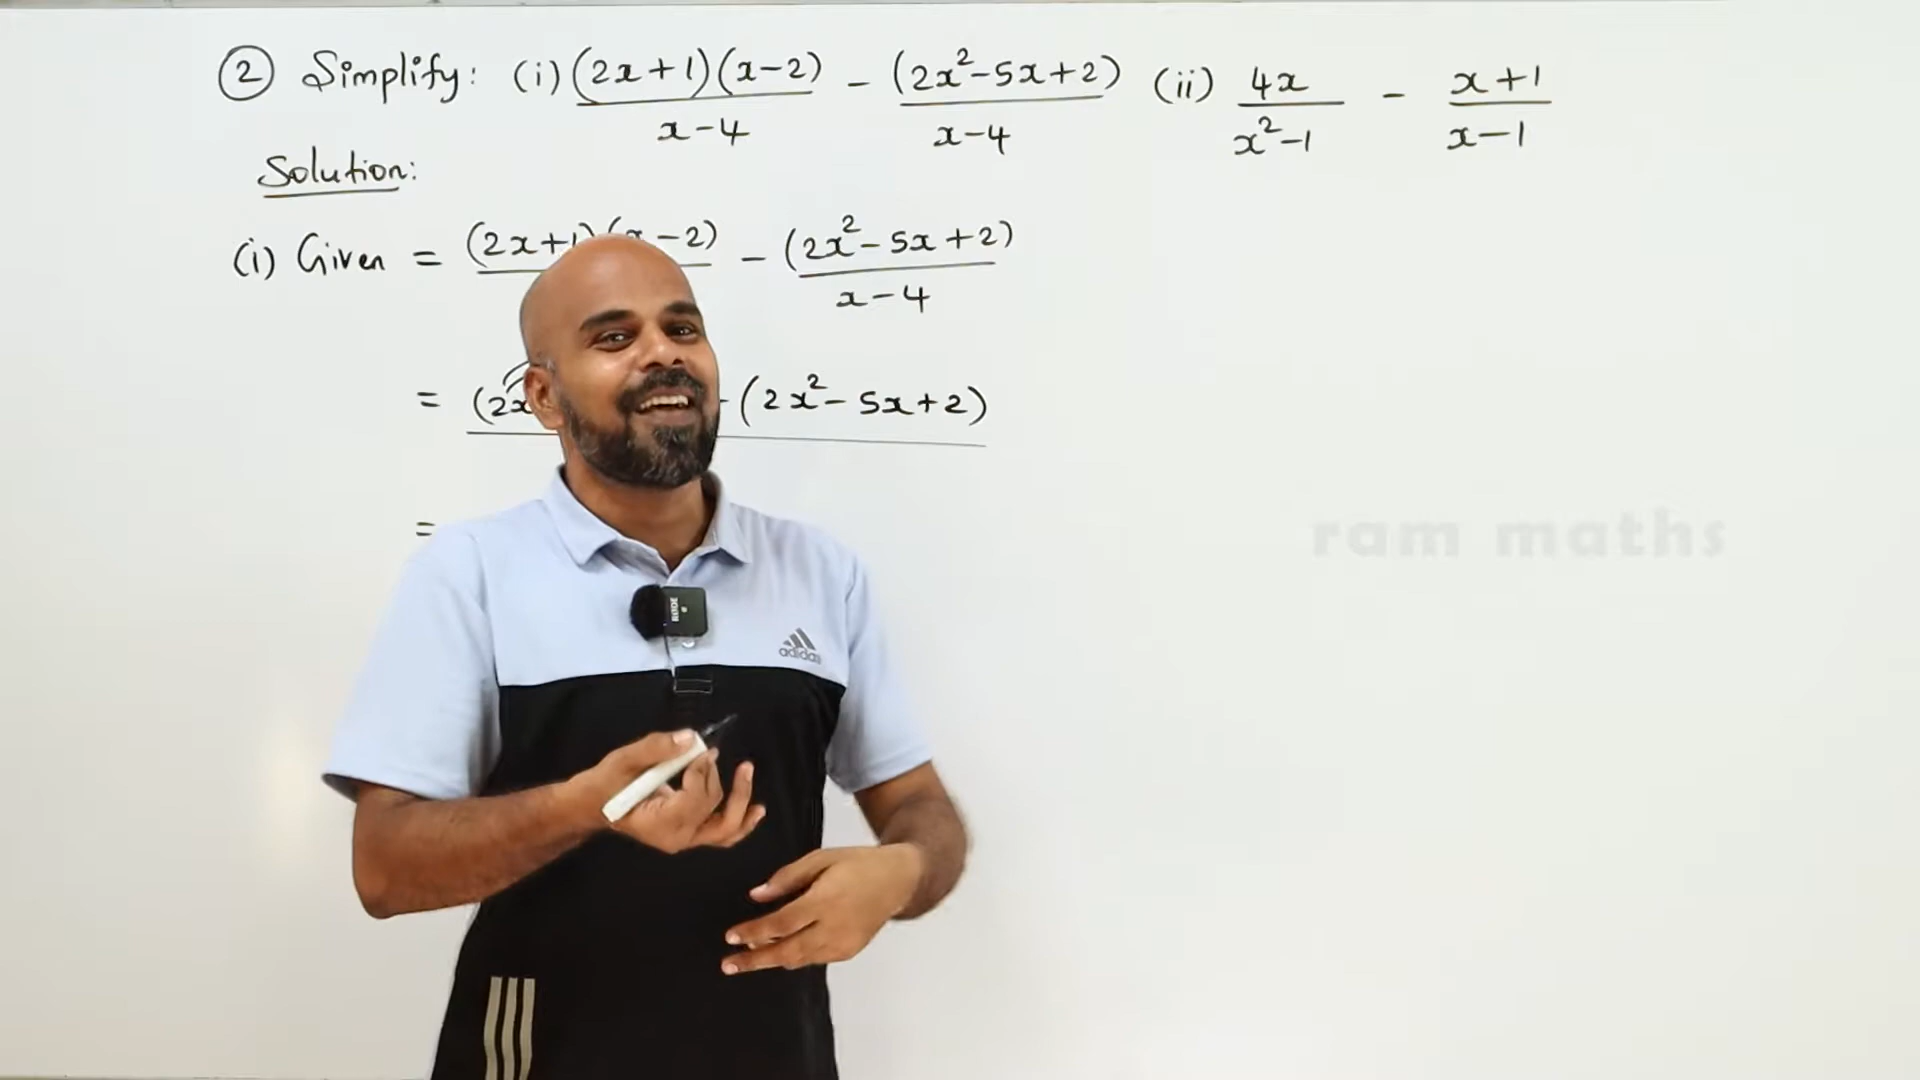 ② Simplify: (i) (2x+1)(x-2)/x-4 - (2x²-5x+2)/x-4 (ii) 4x/x²-1 - x+1/x-1
Solution:
(i) Given = (2x+1)(x-2) - (2x²-5x+2)/x-4
= (2x - (2x²-5x+2)
=
ram maths
RODE
adidas